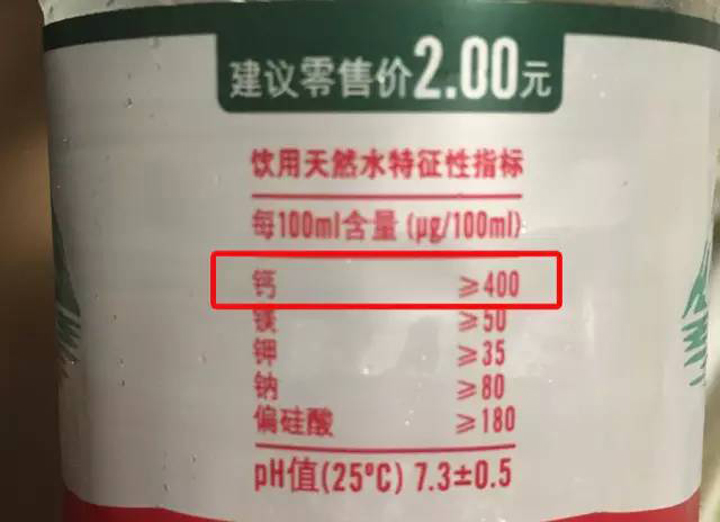 建议零售价2.00元
饮用天然水特征性指标
每100ml含量 (μg/100ml)
钙 ≥400
镁 ≥50
钾 ≥35
钠 ≥80
偏硅酸 ≥180
pH值(25ºC) 7.3±0.5